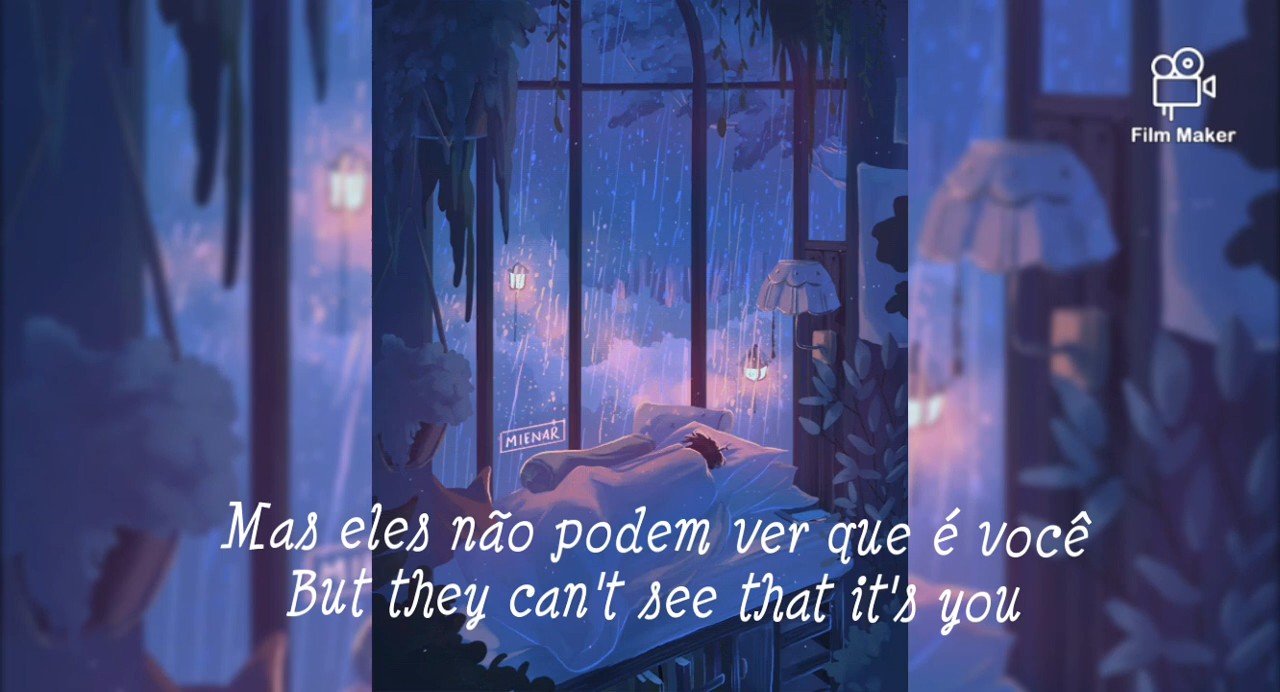 Film Maker
MIENAR
Mas eles não podem ver que é você
But they can't see that it's you